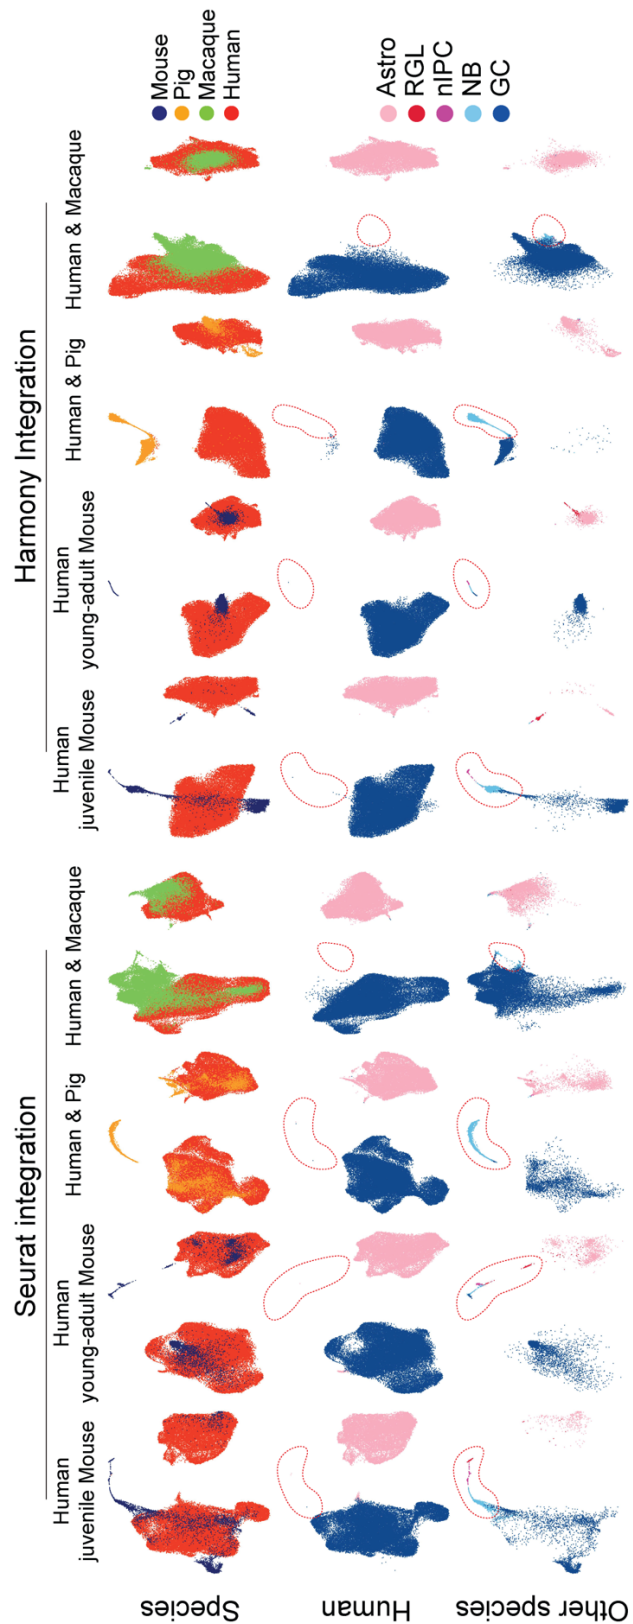 Seurat integration
Harmony Integration
Human
juvenile Mouse
Human
young-adult Mouse
Human & Pig
Human & Macaque
Human
juvenile Mouse
Human
young-adult Mouse
Human & Pig
Human & Macaque
Species
Human
Other species
Mouse
Pig
Macaque
Human
Astro
RGL
nIPC
NB
GC